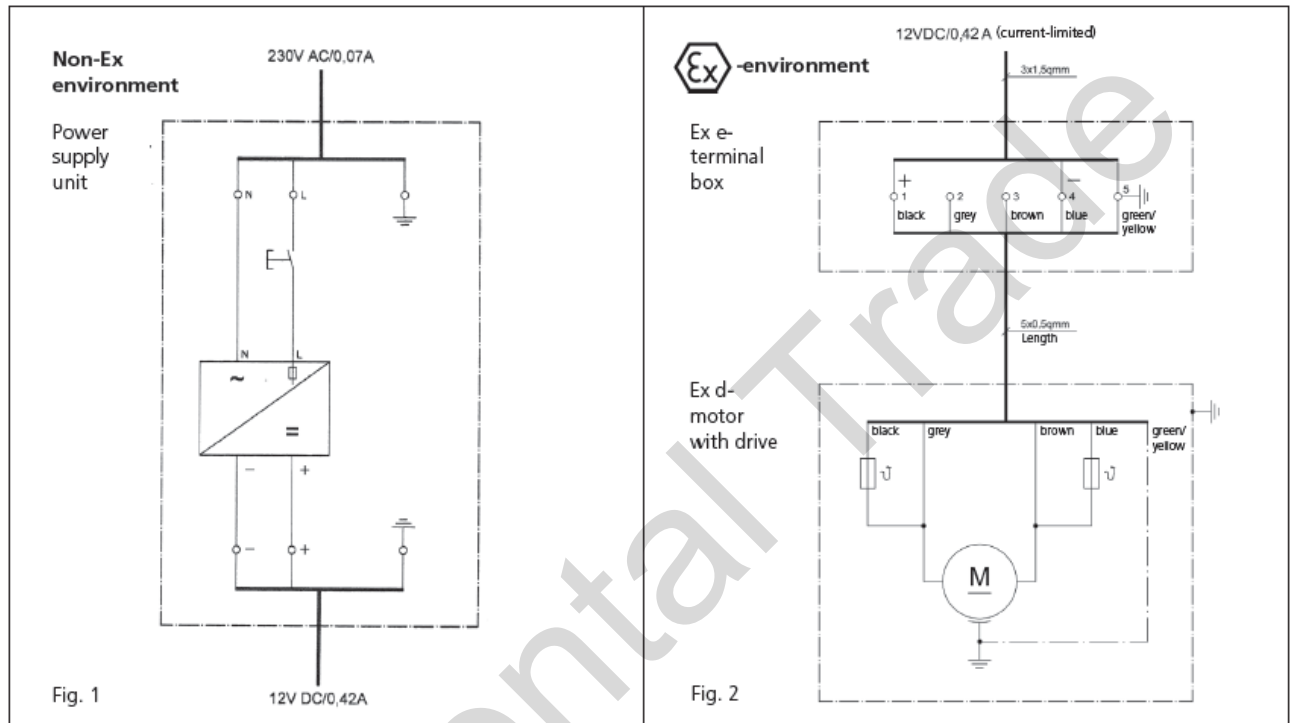 Non-Ex
environment
230V AC/0,07A
Power
supply
unit
N
L
N
L
~
=
-
+
-
+
12V DC/0,42A
Fig. 1
12VDC/0,42 A (current-limited)
Ex -environment
3x1,5qmm
Ex e-
terminal
box
+
-
1
2
3
4
5
black
grey
brown
blue
green/
yellow
5x0,5qmm
Length
Ex d-
motor
with drive
black
grey
brown
blue
green/
yellow
ϑ
ϑ
M
Fig. 2
ental Trade